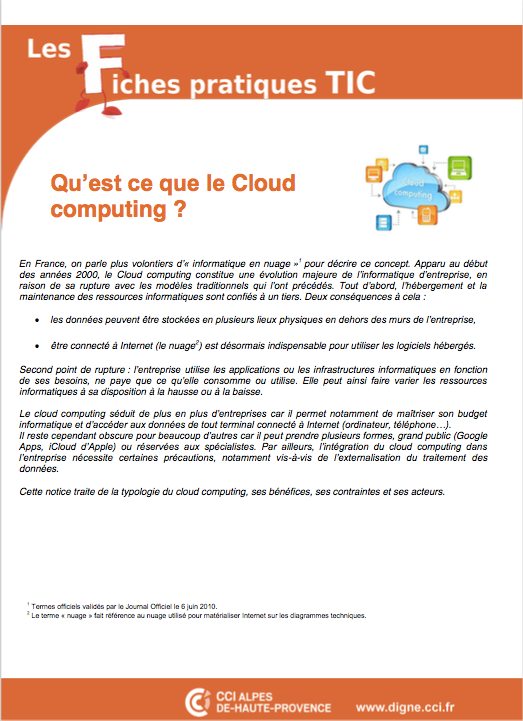 Les Fiches pratiques TIC
Qu'est ce que le Cloud
computing ?
Cloud
computing
En France, on parle plus volontiers d'« informatique en nuage »1 pour décrire ce concept. Apparu au début
des années 2000, le Cloud computing constitue une évolution majeure de l'informatique d'entreprise, en
raison de sa rupture avec les modèles traditionnels qui l'ont précédés. Tout d'abord, l'hébergement et la
maintenance des ressources informatiques sont confiés à un tiers. Deux conséquences à cela :
• les données peuvent être stockées en plusieurs lieux physiques en dehors des murs de l'entreprise,
• être connecté à Internet (le nuage2) est désormais indispensable pour utiliser les logiciels hébergés.
Second point de rupture : l'entreprise utilise les applications ou les infrastructures informatiques en fonction
de ses besoins, ne paye que ce qu'elle consomme ou utilise. Elle peut ainsi faire varier les ressources
informatiques à sa disposition à la hausse ou à la baisse.
Le cloud computing séduit de plus en plus d'entreprises car il permet notamment de maîtriser son budget
informatique et d'accéder aux données de tout terminal connecté à Internet (ordinateur, téléphone…).
Il reste cependant obscure pour beaucoup d'autres car il peut prendre plusieurs formes, grand public (Google
Apps, iCloud d'Apple) ou réservées aux spécialistes. Par ailleurs, l'intégration du cloud computing dans
l'entreprise nécessite certaines précautions, notamment vis-à-vis de l'externalisation du traitement des
données.
Cette notice traite de la typologie du cloud computing, ses bénéfices, ses contraintes et ses acteurs.
1 Termes officiels validés par le Journal Officiel le 6 juin 2010.
2 Le terme « nuage » fait référence au nuage utilisé pour matérialiser Internet sur les diagrammes techniques.
CCI ALPES
DE-HAUTE-PROVENCE
www.digne.cci.fr